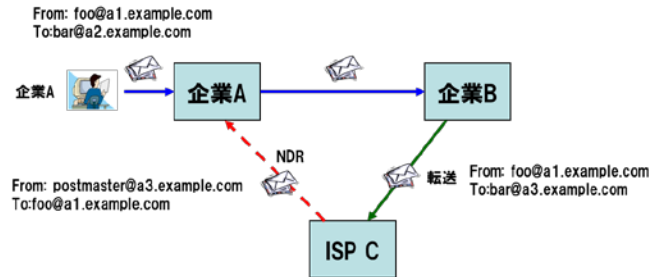 From: foo@a1.example.com
To:bar@a2.example.com
企業A
企業A
企業B
NDR
転送
From: foo@a1.example.com
To:bar@a3.example.com
From: postmaster@a3.example.com
To:foo@a1.example.com
ISP C